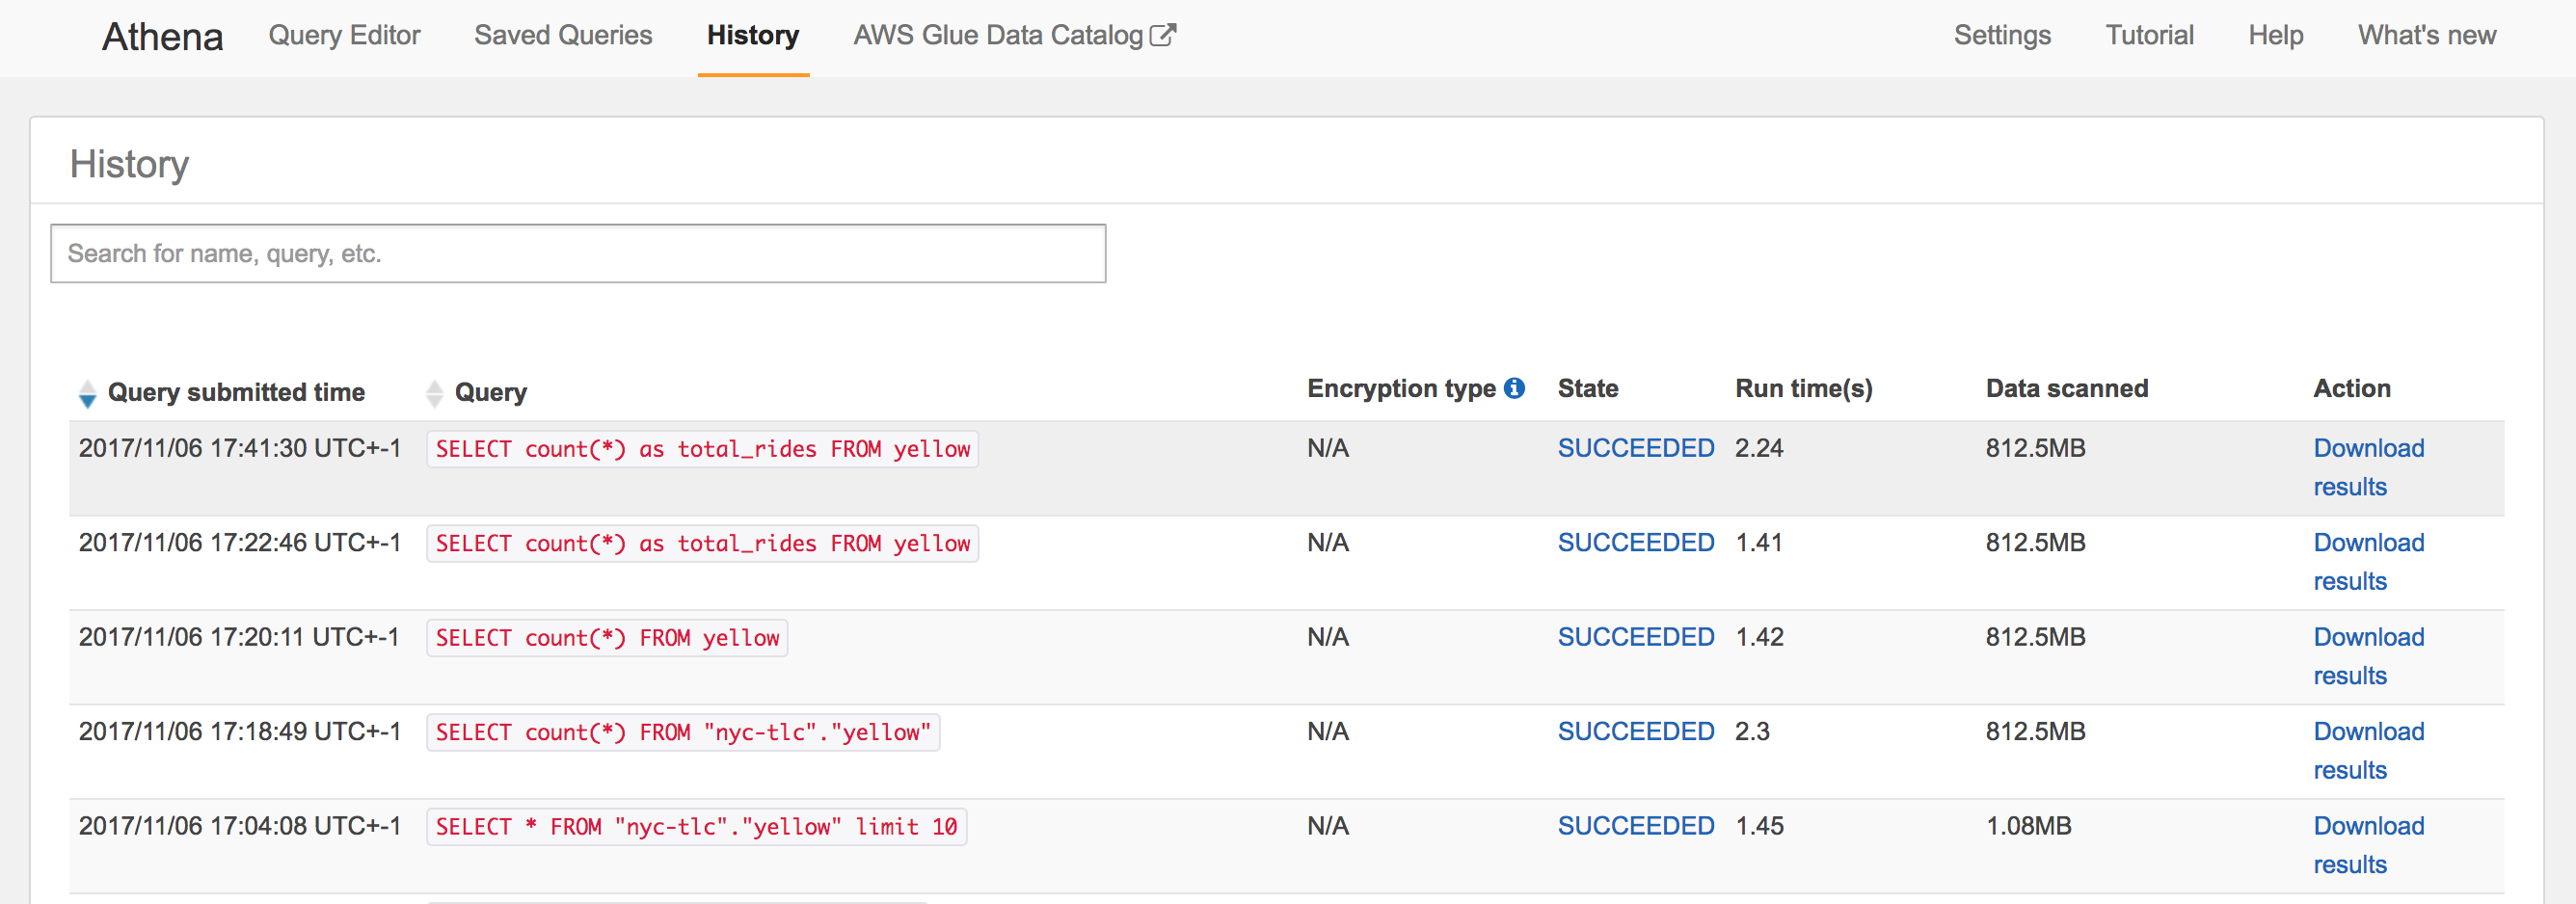 Athena Query Editor Saved Queries History AWS Glue Data Catalog Settings Tutorial Help What's new
History
Search for name, query, etc.
Query submitted time Query Encryption type State Run time(s) Data scanned Action
2017/11/06 17:41:30 UTC+-1 SELECT count(*) as total_rides FROM yellow N/A SUCCEEDED 2.24 812.5MB Download
results
2017/11/06 17:22:46 UTC+-1 SELECT count(*) as total_rides FROM yellow N/A SUCCEEDED 1.41 812.5MB Download
results
2017/11/06 17:20:11 UTC+-1 SELECT count(*) FROM yellow N/A SUCCEEDED 1.42 812.5MB Download
results
2017/11/06 17:18:49 UTC+-1 SELECT count(*) FROM "nyc-tlc"."yellow" N/A SUCCEEDED 2.3 812.5MB Download
results
2017/11/06 17:04:08 UTC+-1 SELECT * FROM "nyc-tlc"."yellow" limit 10 N/A SUCCEEDED 1.45 1.08MB Download
results